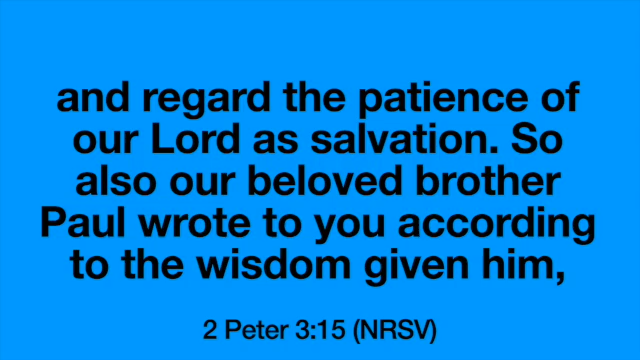 and regard the patience of
our Lord as salvation. So
also our beloved brother
Paul wrote to you according
to the wisdom given him,
2 Peter 3:15 (NRSV)